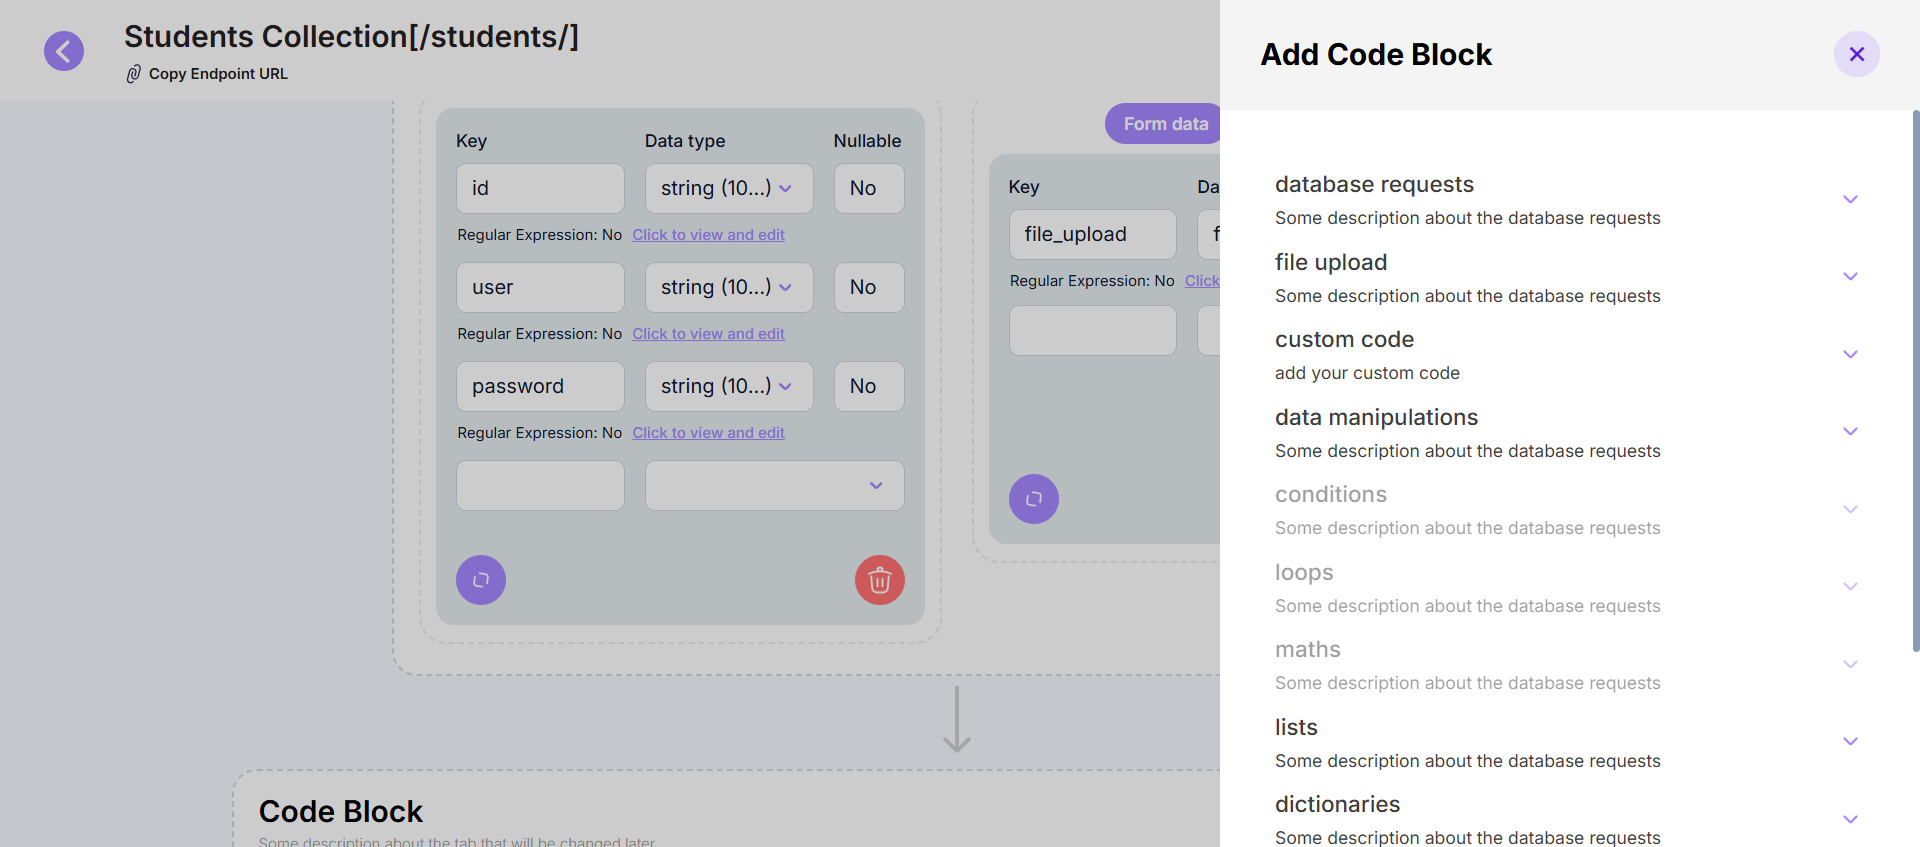 Students Collection[/students/]
Copy Endpoint URL
Key Data type Nullable
id string (10...) No
Regular Expression: No Click to view and edit
user string (10...) No
Regular Expression: No Click to view and edit
password string (10...) No
Regular Expression: No Click to view and edit
Form data
Key Da
file_upload f
Regular Expression: No Click
Code Block
Some description about the tab that will be changed later
Add Code Block
database requests
Some description about the database requests
file upload
Some description about the database requests
custom code
add your custom code
data manipulations
Some description about the database requests
conditions
Some description about the database requests
loops
Some description about the database requests
maths
Some description about the database requests
lists
Some description about the database requests
dictionaries
Some description about the database requests